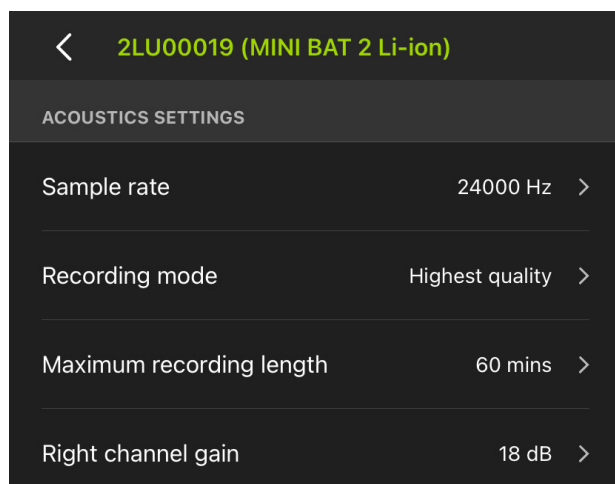 2LU00019 (MINI BAT 2 Li-ion)
ACOUSTICS SETTINGS
Sample rate 24000 Hz
Recording mode Highest quality
Maximum recording length 60 mins
Right channel gain 18 dB